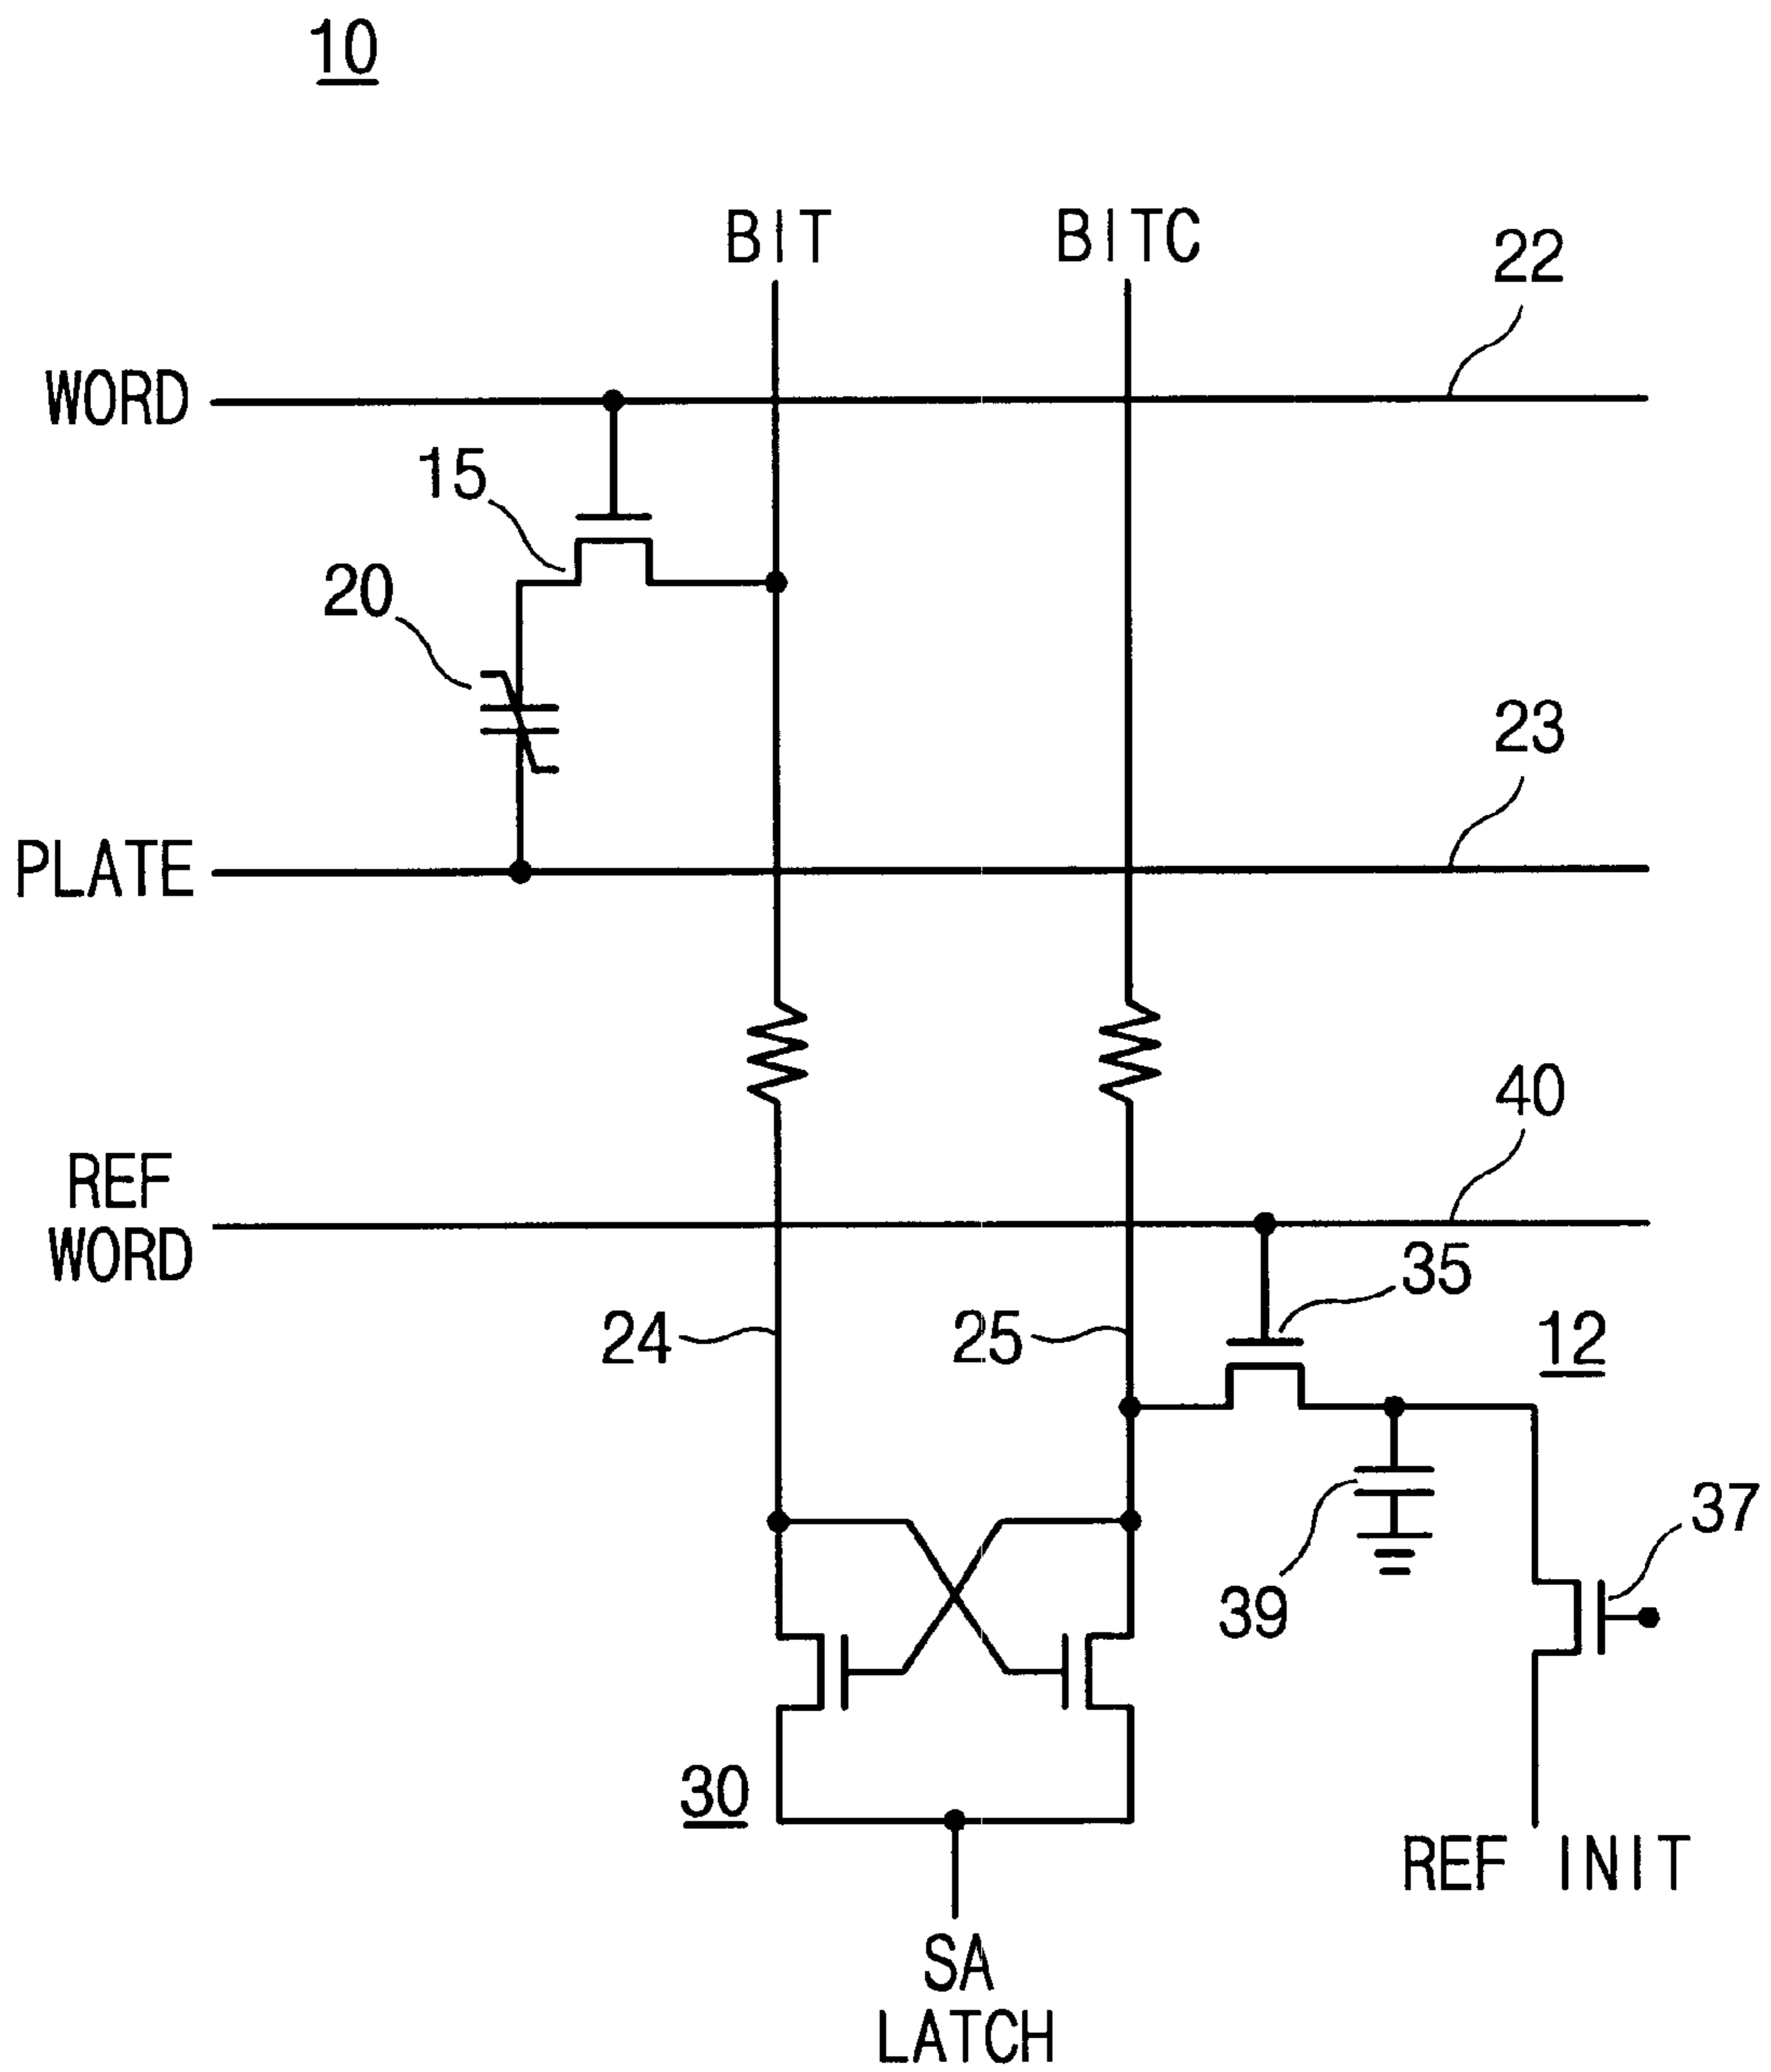 10
BIT BITC
22
WORD
15
20
23
PLATE
40
REF
WORD
35
24 25 12
37
39
30
REF INIT
SA
LATCH